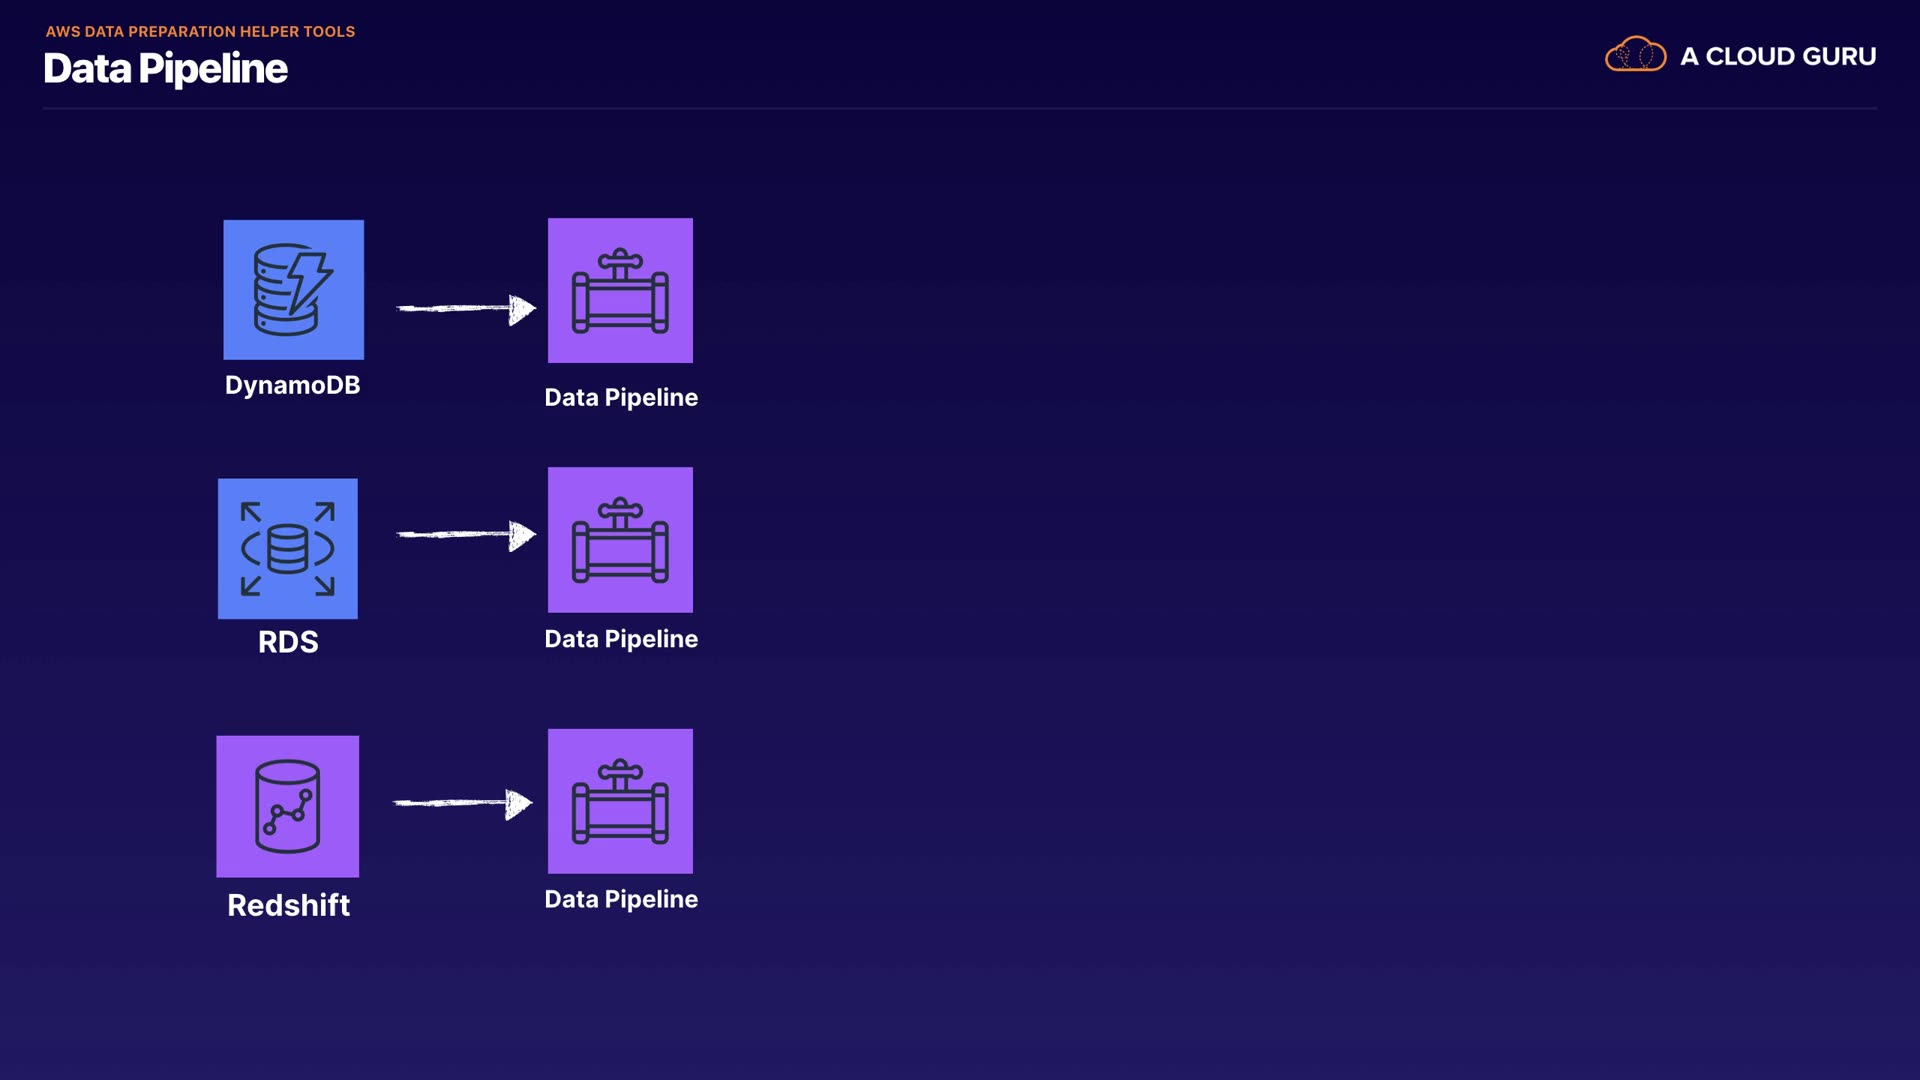 AWS DATA PREPARATION HELPER TOOLS
Data Pipeline
A CLOUD GURU
DynamoDB
Data Pipeline
RDS
Data Pipeline
Redshift
Data Pipeline